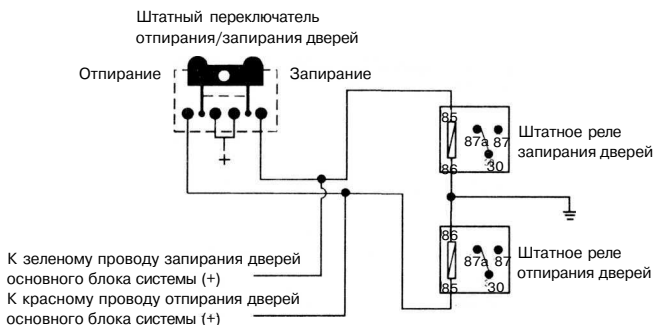 Штатный переключатель
отпирания/запирания дверей
Отпирание
Запирание
+
85
87a 87
86
30
Штатное реле
запирания дверей
86
87a 87
85
30
Штатное реле
отпирания дверей
К зеленому проводу запирания дверей
основного блока системы (+)
К красному проводу отпирания дверей
основного блока системы (+)